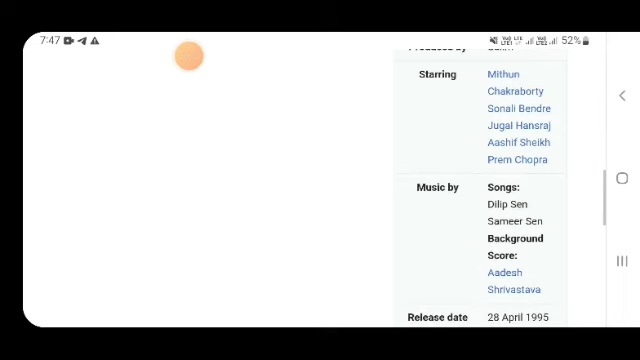 7:47
52%
Starring
Mithun
Chakraborty
Sonali Bendre
Jugal Hansraj
Aashif Sheikh
Prem Chopra
Music by
Songs:
Dilip Sen
Sameer Sen
Background
Score:
Aadesh
Shrivastava
Release date
28 April 1995